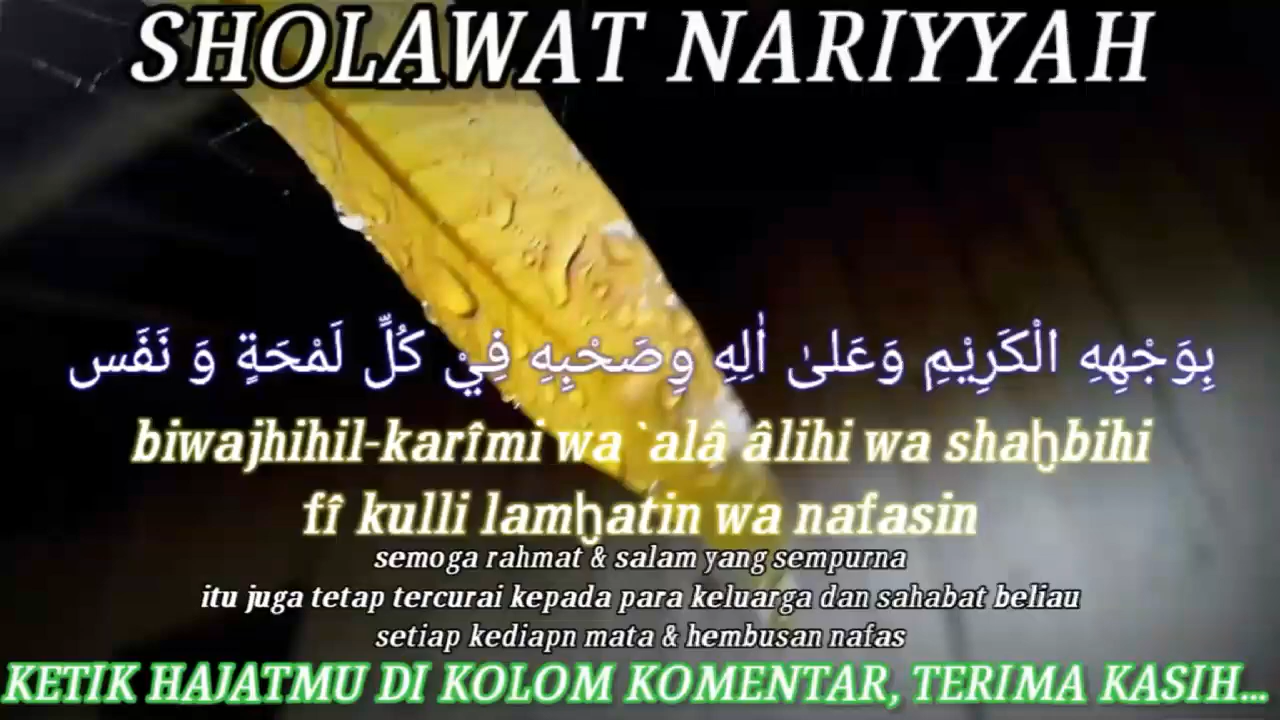 SHOLAWAT NARIYYAH
بِوَجْهِهِ الْكَرِيْمِ وَعَلىٰ اٰلِهِ وِصَحْبِهِ فِيْ كُلِّ لَمْحَةٍ وَ نَفَس
biwajhihil-karîmi wa `alâ âlihi wa shaḫbihi
fî kulli lamḫatin wa nafasin
semoga rahmat & salam yang sempurna
itu juga tetap tercurai kepada para keluarga dan sahabat beliau
setiap kediapn mata & hembusan nafas
KETIK HAJATMU DI KOLOM KOMENTAR, TERIMA KASIH...